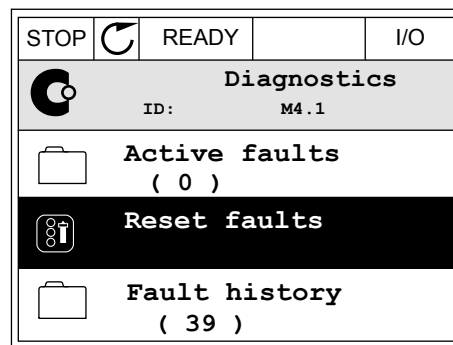 STOP READY I/O
Diagnostics
ID: M4.1
Active faults
( 0 )
Reset faults
Fault history
( 39 )